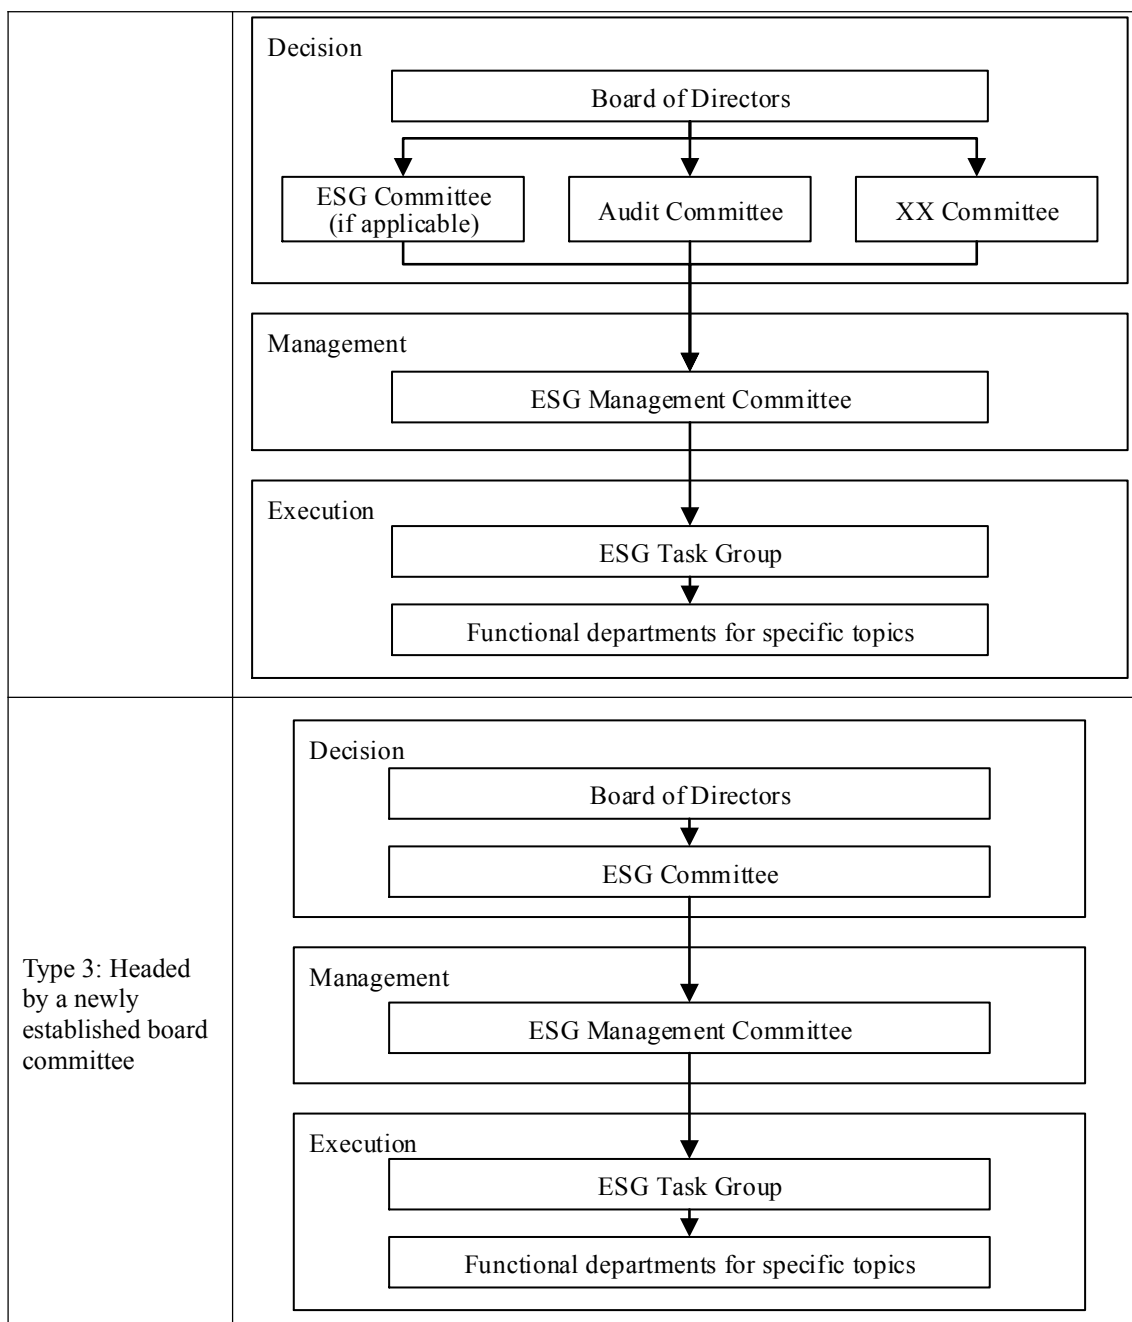 Decision
Board of Directors
ESG Committee
(if applicable)
Audit Committee
XX Committee
Management
ESG Management Committee
Execution
ESG Task Group
Functional departments for specific topics
Type 3: Headed
by a newly
established board
committee
Decision
Board of Directors
ESG Committee
Management
ESG Management Committee
Execution
ESG Task Group
Functional departments for specific topics